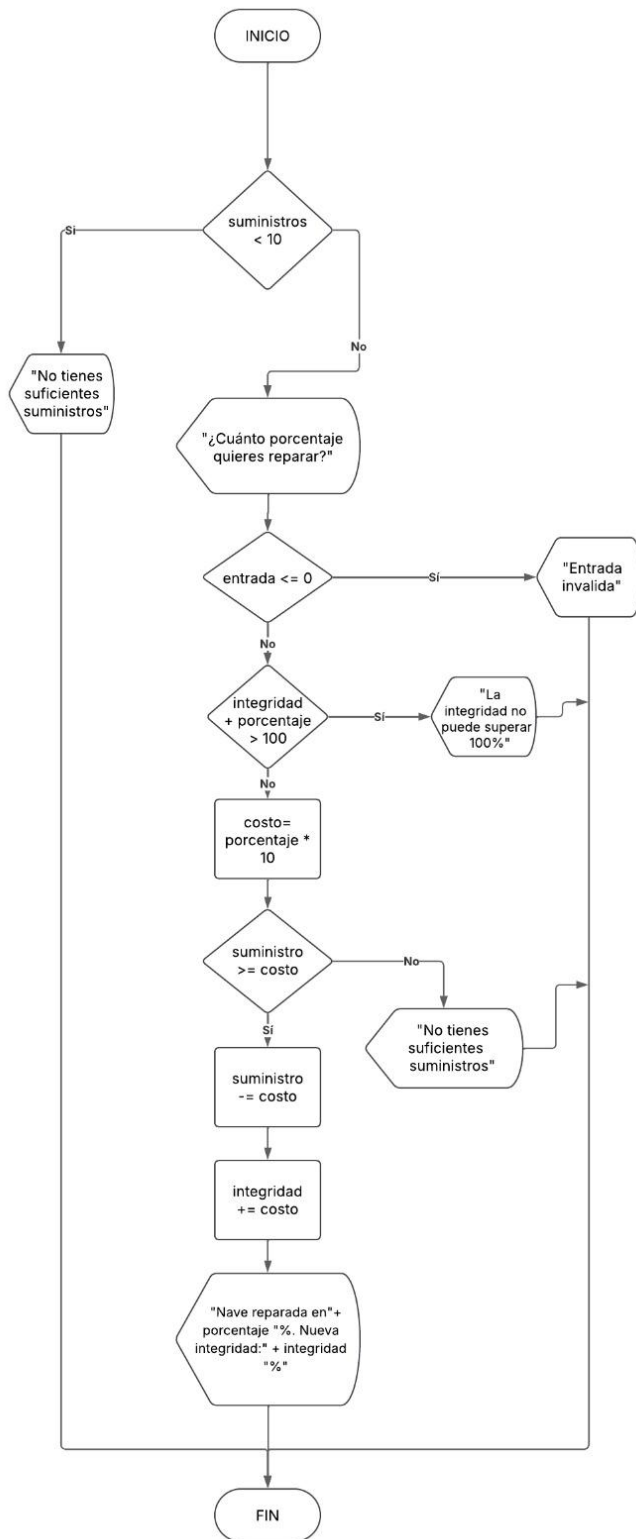 INICIO
suministros
< 10
Si
No
"No tienes
suficientes
suministros"
"¿Cuánto porcentaje
quieres reparar?"
entrada <= 0
Sí
"Entrada
invalida"
No
integridad
+ porcentaje
> 100
Sí
"La
integridad no
puede superar
100%"
No
costo=
porcentaje *
10
suministro
>= costo
No
"No tienes
suficientes
suministros"
Sí
suministro
-= costo
integridad
+= costo
"Nave reparada en"+
porcentaje "%. Nueva
integridad:" + integridad
"%"
FIN